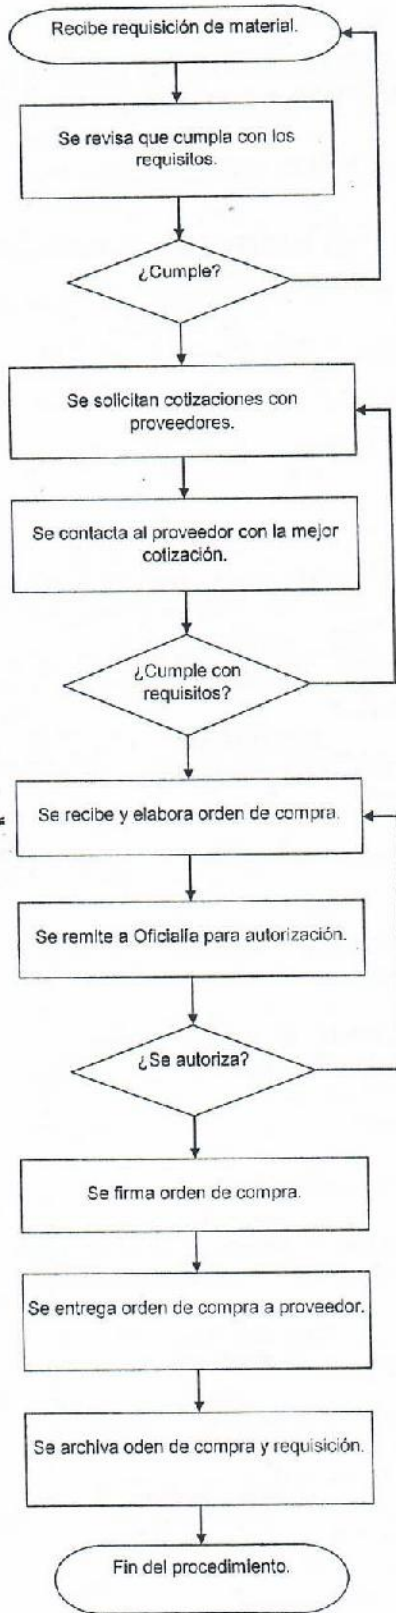 Recibe requisición de material.
Se revisa que cumpla con los
requisitos.
¿Cumple?
Se solicitan cotizaciones con
proveedores.
Se contacta al proveedor con la mejor
cotización.
¿Cumple con
requisitos?
Se recibe y elabora orden de compra.
Se remite a Oficialía para autorización.
¿Se autoriza?
Se firma orden de compra.
Se entrega orden de compra a proveedor.
Se archiva oden de compra y requisición.
Fin del procedimiento.